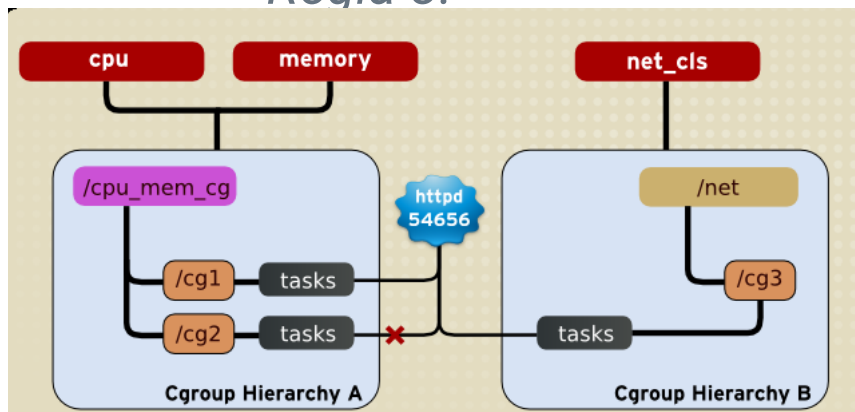 cpu
memory
net_cls
/cpu_mem_cg
httpd
54656
/net
/cg1
tasks
/cg3
/cg2
tasks
tasks
Cgroup Hierarchy A
Cgroup Hierarchy B